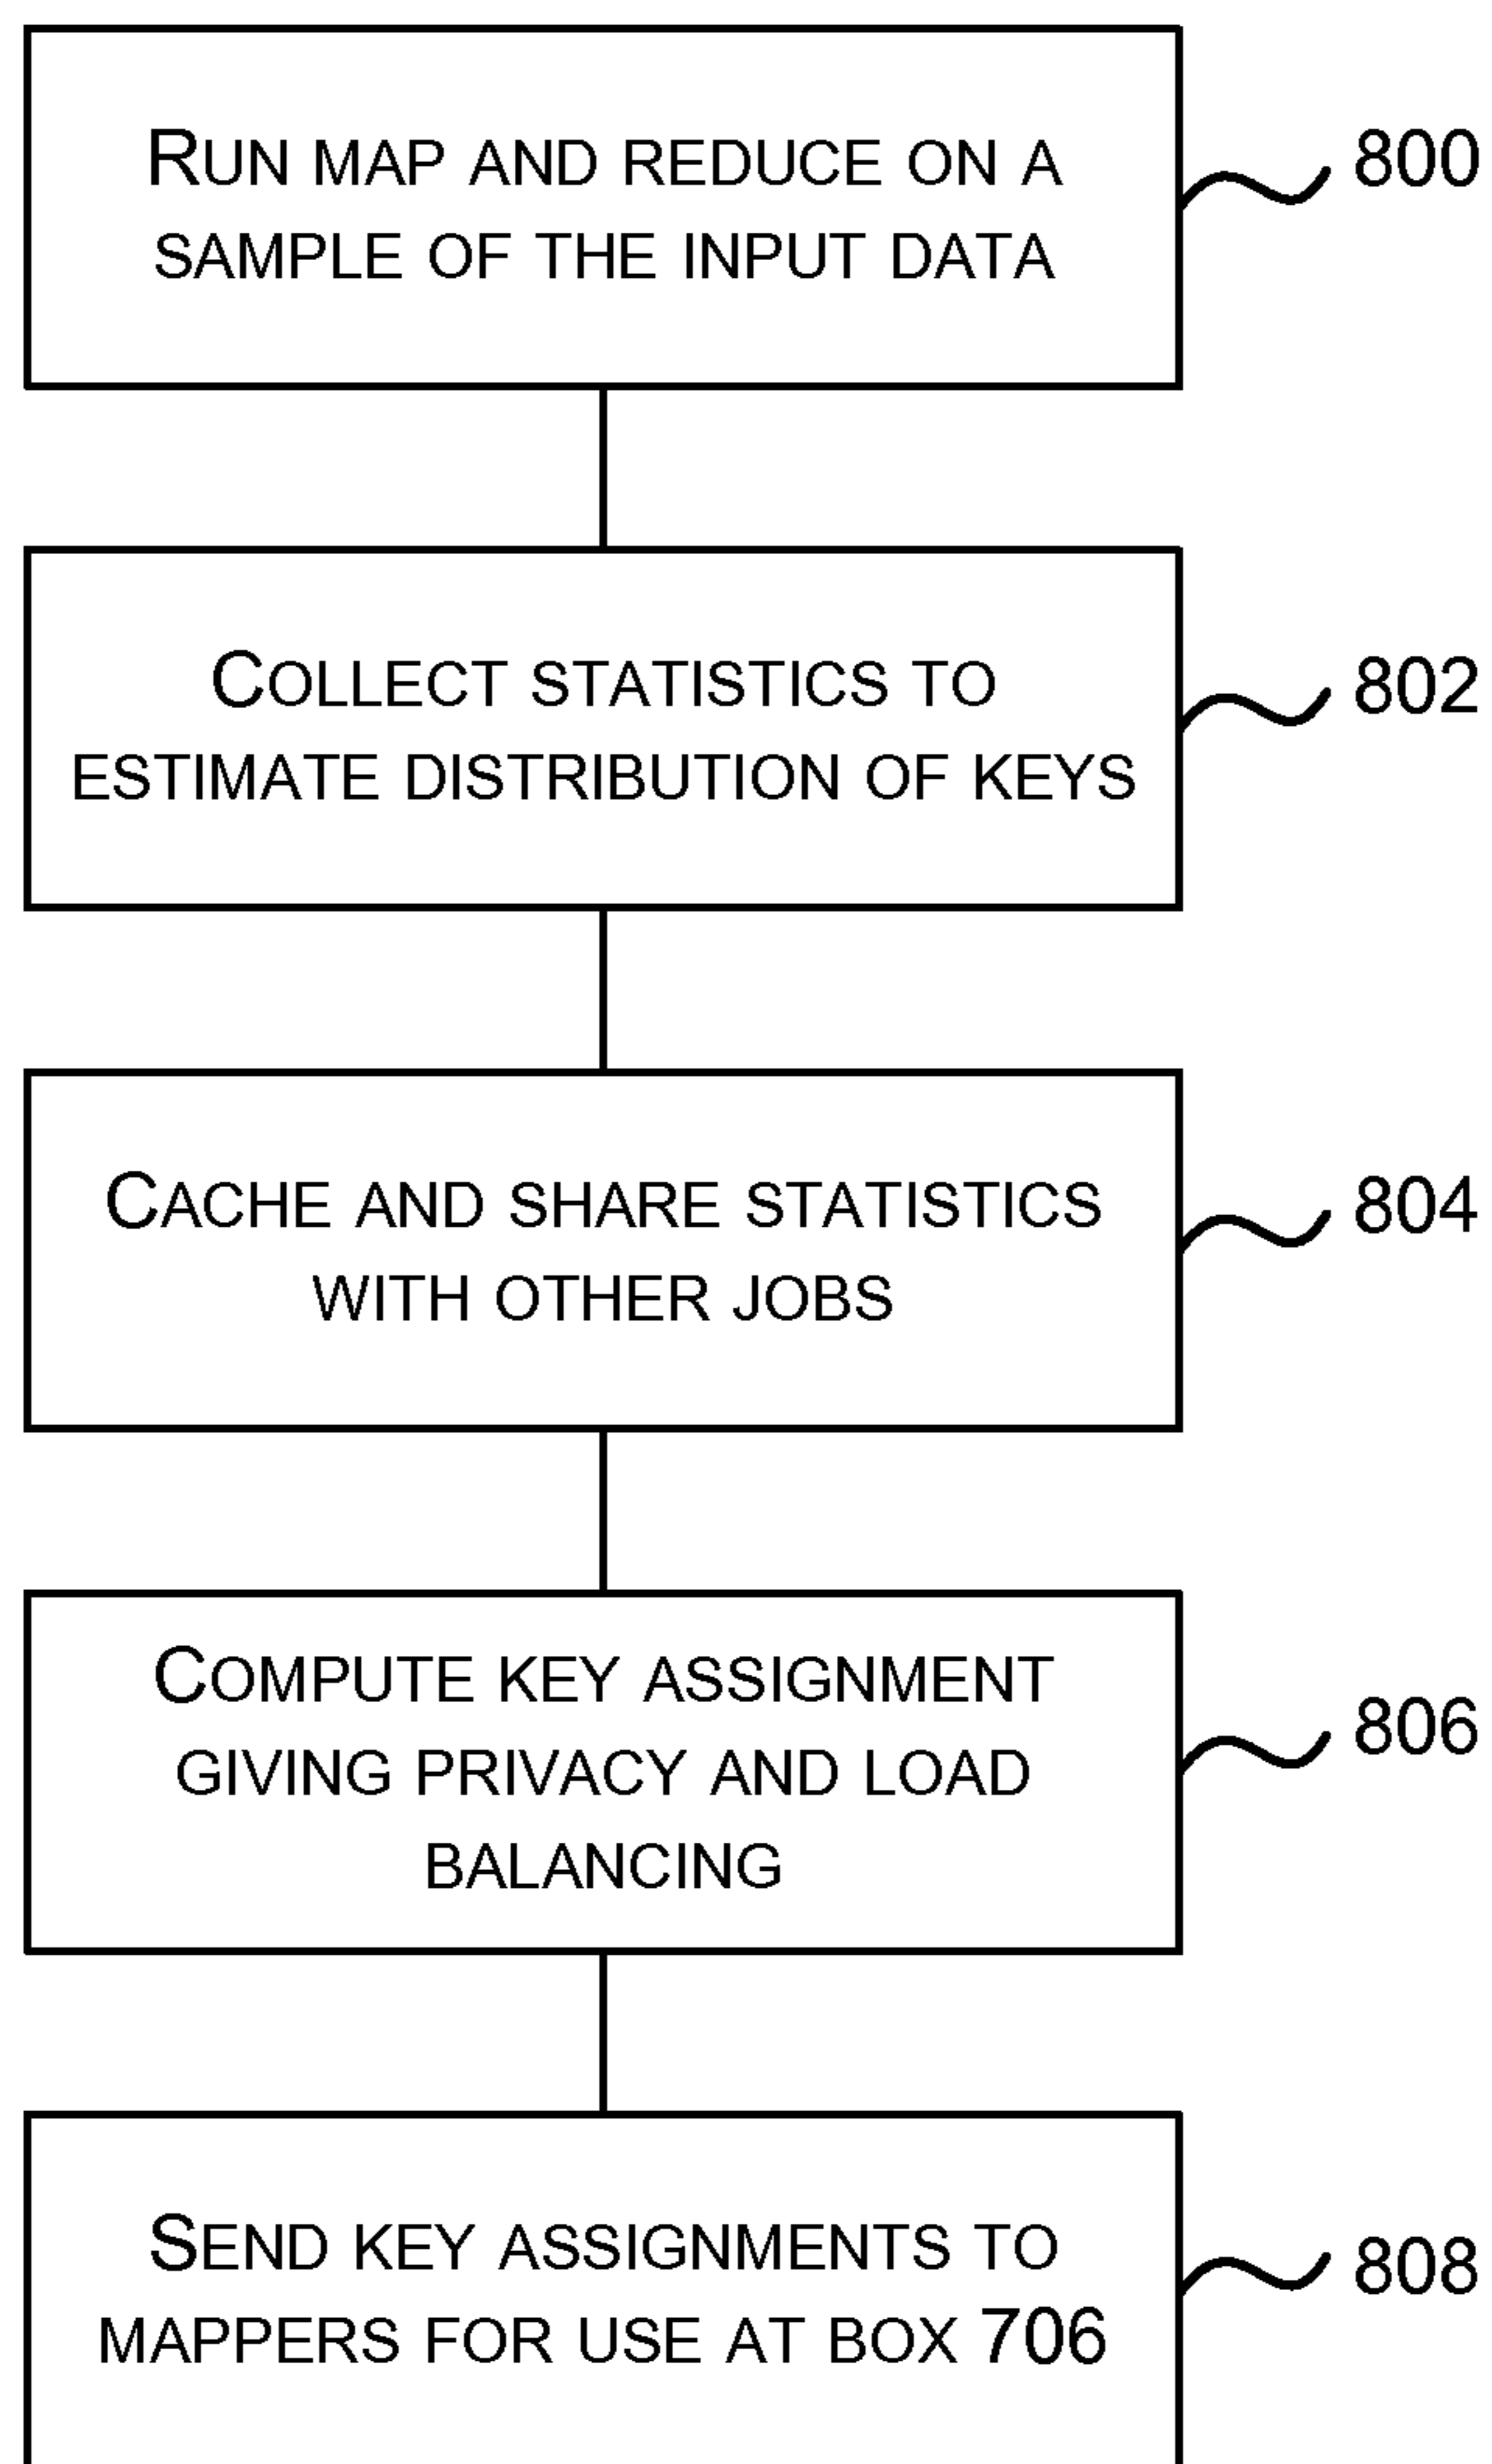 RUN MAP AND REDUCE ON A
800
SAMPLE OF THE INPUT DATA
COLLECT STATISTICS TO
802
ESTIMATE DISTRIBUTION OF KEYS
CACHE AND SHARE STATISTICS
804
WITH OTHER JOBS
COMPUTE KEY ASSIGNMENT
806
GIVING PRIVACY AND LOAD
BALANCING
SEND KEY ASSIGNMENTS TO
808
MAPPERS FOR USE AT BOX 706